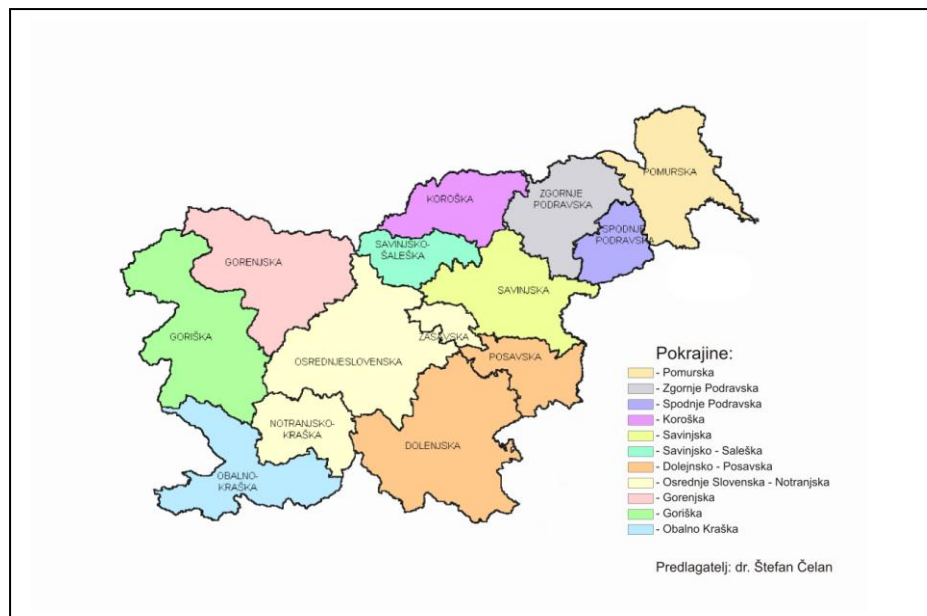 POMURSKA
ZGORNJE
PODRAVSKA
KOROŠKA
SPODNJE
PODRAVSKA
SAVINJSKO-
ŠALEŠKA
GORENJSKA
SAVINJSKA
GORIŠKA
ZASAVSKA
OSREDNJESLOVENSKA
POSAVSKA
NOTRANJSKO-
KRAŠKA
DOLENJSKA
OBALNO-
KRAŠKA
Pokrajine:
- Pomurska
- Zgornje Podravska
- Spodnje Podravska
- Koroška
- Savinjska
- Savinjsko - Saleška
- Dolejnsko - Posavska
- Osrednje Slovenska - Notranjska
- Gorenjska
- Goriška
- Obalno Kraška
Predlagatelj: dr. Štefan Čelan